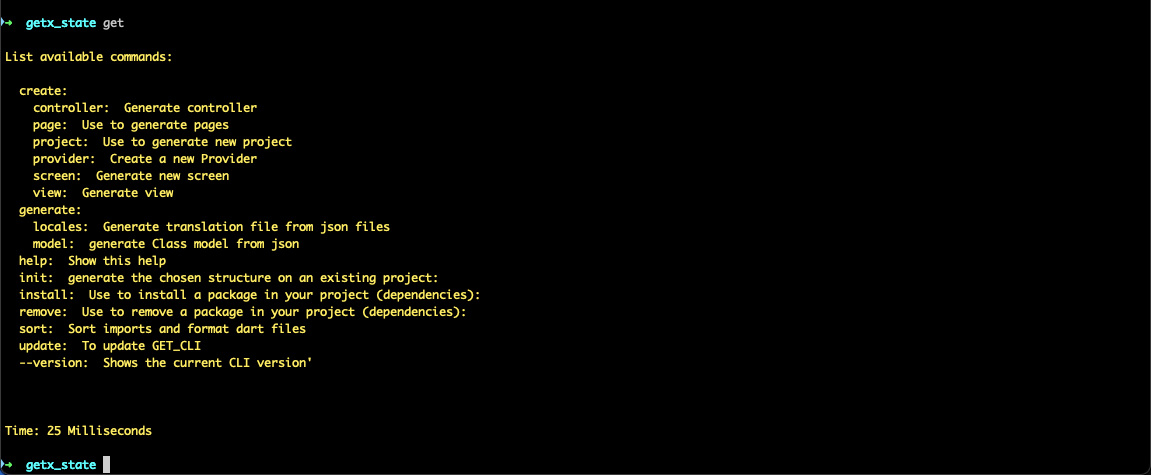 ➜ getx_state get
List available commands:
create:
controller: Generate controller
page: Use to generate pages
project: Use to generate new project
provider: Create a new Provider
screen: Generate new screen
view: Generate view
generate:
locales: Generate translation file from json files
model: generate Class model from json
help: Show this help
init: generate the chosen structure on an existing project:
install: Use to install a package in your project (dependencies):
remove: Use to remove a package in your project (dependencies):
sort: Sort imports and format dart files
update: To update GET_CLI
--version: Shows the current CLI version'
Time: 25 Milliseconds
➜ getx_state